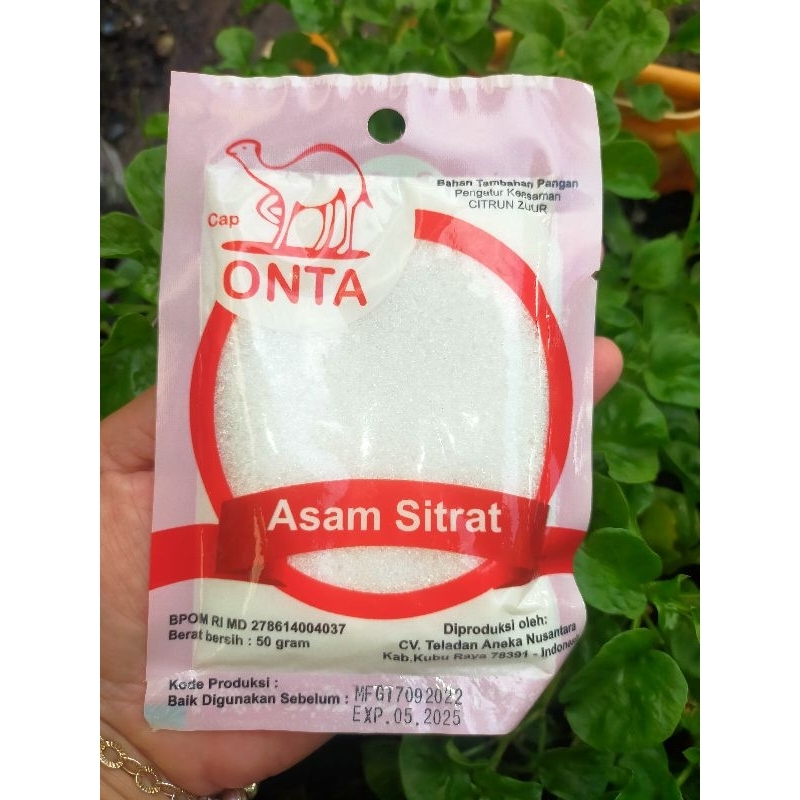 Bahan Tambahan Pangan
Pengatur Keasaman
CITRUN ZUUR
Cap
ONTA
Asam Sitrat
BPOM RI MD 278614004037
Berat bersih : 50 gram
Diproduksi oleh:
CV. Teladan Aneka Nusantara
Kab.Kubu Raya 78391 - Indonesia
Kode Produksi :
Baik Digunakan Sebelum :
MFG17092022
EXP.05.2025